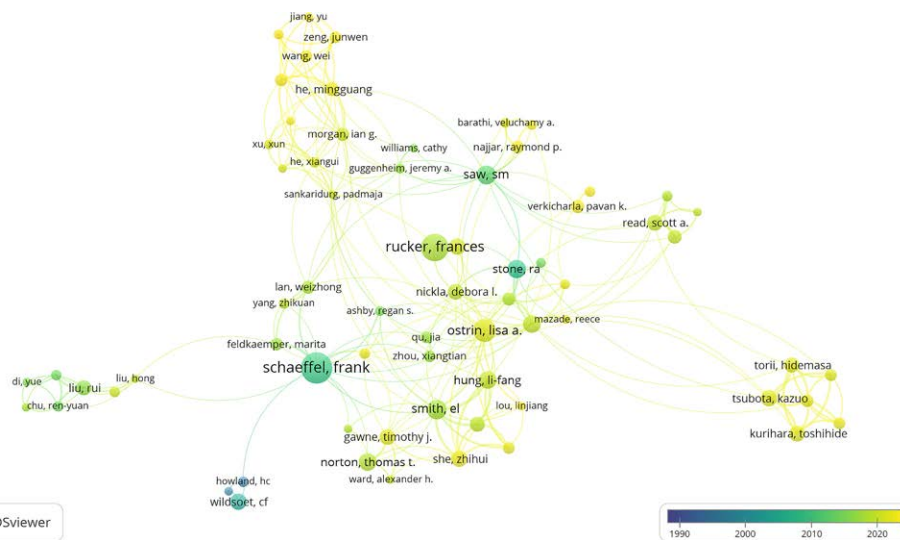 jiang, yu
zeng, junwen
wang, wei
he, mingguang
barathi, veluchamy a.
morgan, ian g.
xu, xun
williams, cathy
najjar, raymond p.
he, xiangui
guggenheim, jeremy a.
saw, sm
sankaridurg, padmaja
verkicharla, pavan k.
read, scott a.
rucker, frances
stone, ra
lan, weizhong
nickla, debora l.
yang, zhikuan
ashby, regan s.
mazade, reece
ostrin, lisa a.
qu, jia
feldkaemper, marita
zhou, xiangtian
schaeffel, frank
torii, hidemasa
di, yue
liu, rui
liu, hong
hung, li-fang
tsubota, kazuo
chu, ren-yuan
smith, el
lou, linjiang
gawne, timothy j.
kurihara, toshihide
norton, thomas t.
she, zhihui
ward, alexander h.
howland, hc
wildsoet, cf
OSviewer
1990 2000 2010 2020